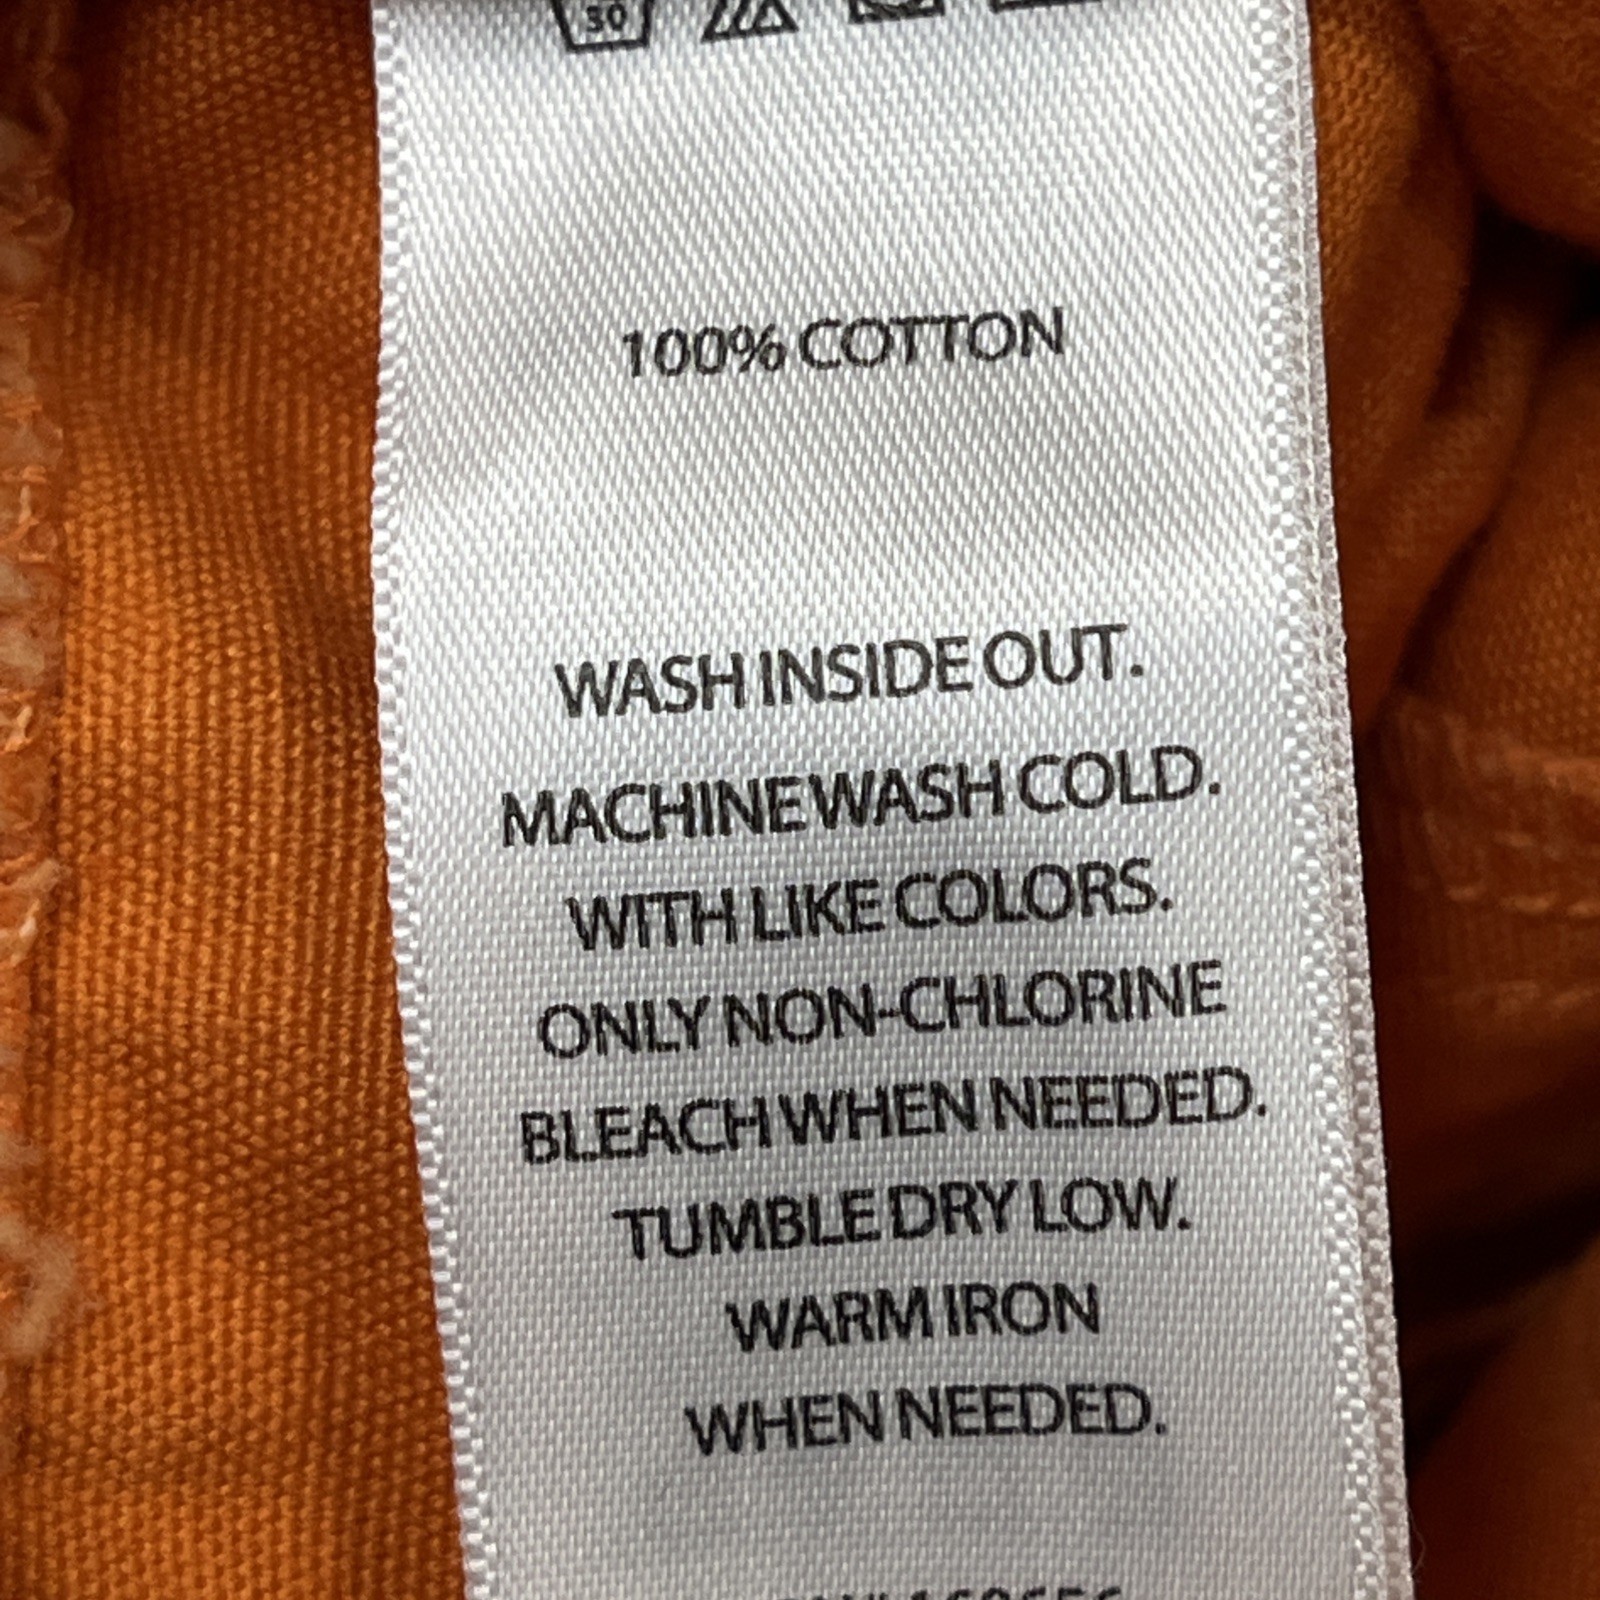 30
100% COTTON
WASH INSIDE OUT.
MACHINE WASH COLD.
WITH LIKE COLORS.
ONLY NON-CHLORINE
BLEACH WHEN NEEDED.
TUMBLE DRY LOW.
WARM IRON
WHEN NEEDED.